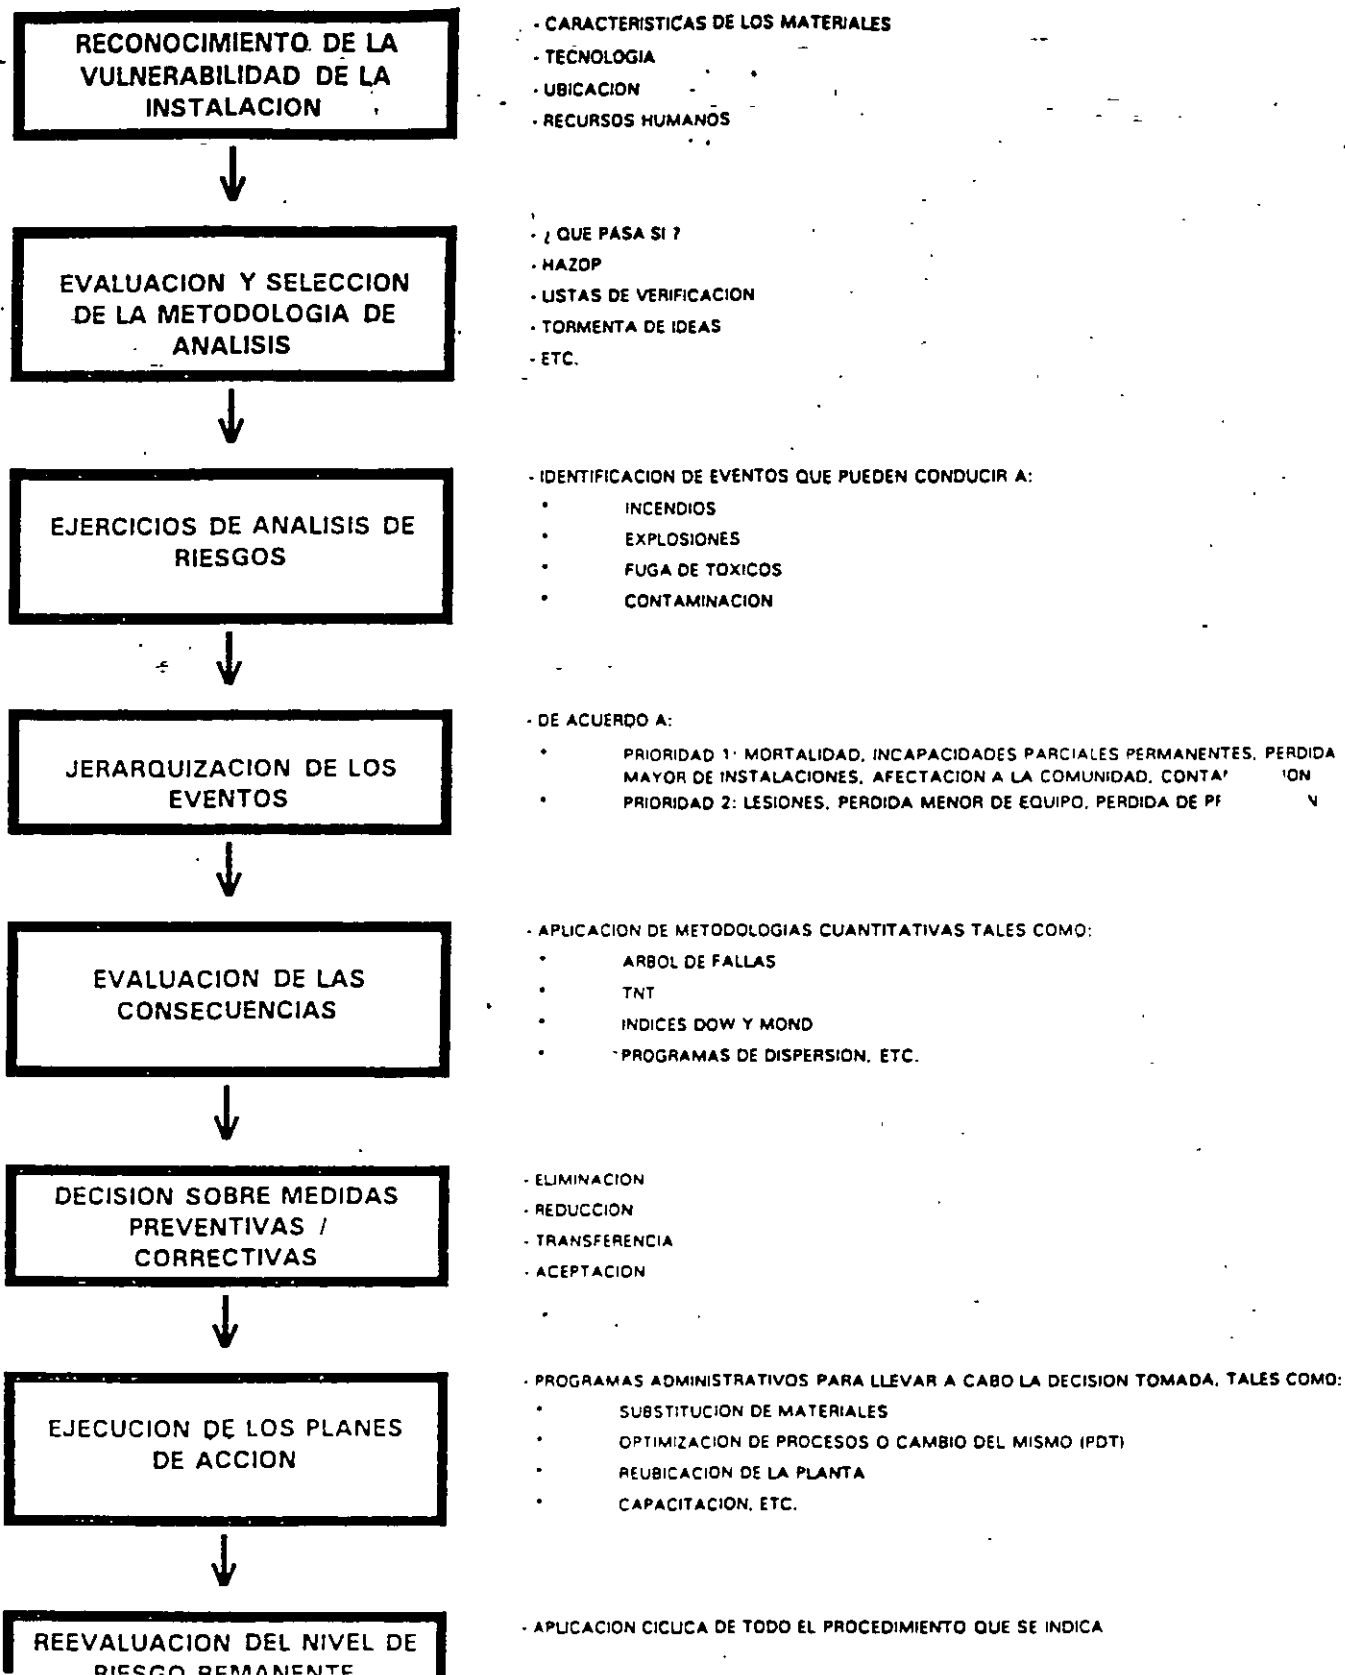 RECONOCIMIENTO DE LA
VULNERABILIDAD DE LA
INSTALACION
- CARACTERISTICAS DE LOS MATERIALES
- TECNOLOGIA
- UBICACION
- RECURSOS HUMANOS
EVALUACION Y SELECCION
DE LA METODOLOGIA DE
ANALISIS
- ¿ QUE PASA SI ?
- HAZOP
- LISTAS DE VERIFICACION
- TORMENTA DE IDEAS
- ETC.
EJERCICIOS DE ANALISIS DE
RIESGOS
- IDENTIFICACION DE EVENTOS QUE PUEDEN CONDUCIR A:
* INCENDIOS
* EXPLOSIONES
* FUGA DE TOXICOS
* CONTAMINACION
JERARQUIZACION DE LOS
EVENTOS
- DE ACUERDO A:
* PRIORIDAD 1: MORTALIDAD, INCAPACIDADES PARCIALES PERMANENTES, PERDIDA
MAYOR DE INSTALACIONES, AFECTACION A LA COMUNIDAD,
* PRIORIDAD 2: LESIONES, PERDIDA MENOR DE EQUIPO, PERDIDA DE
EVALUACION DE LAS
CONSECUENCIAS
- APLICACION DE METODOLOGIAS CUANTITATIVAS TALES COMO:
* ARBOL DE FALLAS
* TNT
* INDICES DOW Y MOND
* PROGRAMAS DE DISPERSION, ETC.
DECISION SOBRE MEDIDAS
PREVENTIVAS /
CORRECTIVAS
- ELIMINACION
- REDUCCION
- TRANSFERENCIA
- ACEPTACION
EJECUCION DE LOS PLANES
DE ACCION
- PROGRAMAS ADMINISTRATIVOS PARA LLEVAR A CABO LA DECISION TOMADA, TALES COMO:
* SUBSTITUCION DE MATERIALES
* OPTIMIZACION DE PROCESOS O CAMBIO DEL MISMO (PDT)
* REUBICACION DE LA PLANTA
* CAPACITACION, ETC.
REEVALUACION DEL NIVEL DE
RIESGO REMANENTE
- APLICACION CICLICA DE TODO EL PROCEDIMIENTO QUE SE INDICA